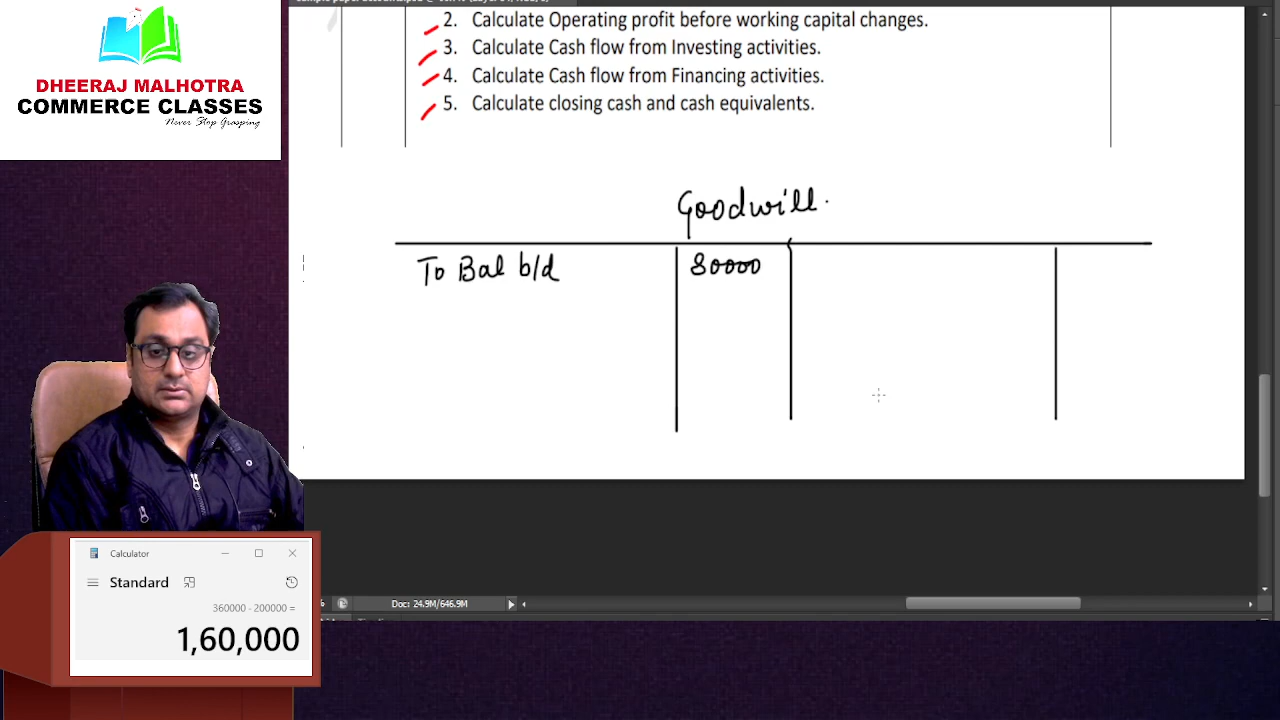 DHEERAJ MALHOTRA
COMMERCE CLASSES
Never Stop Grasping
2. Calculate Operating profit before working capital changes.
3. Calculate Cash flow from Investing activities.
4. Calculate Cash flow from Financing activities.
5. Calculate closing cash and cash equivalents.
Goodwill.
To Bal b/d 80000
Calculator
Standard
360000 - 200000 =
1,60,000
% Doc: 24.9M/646.9M